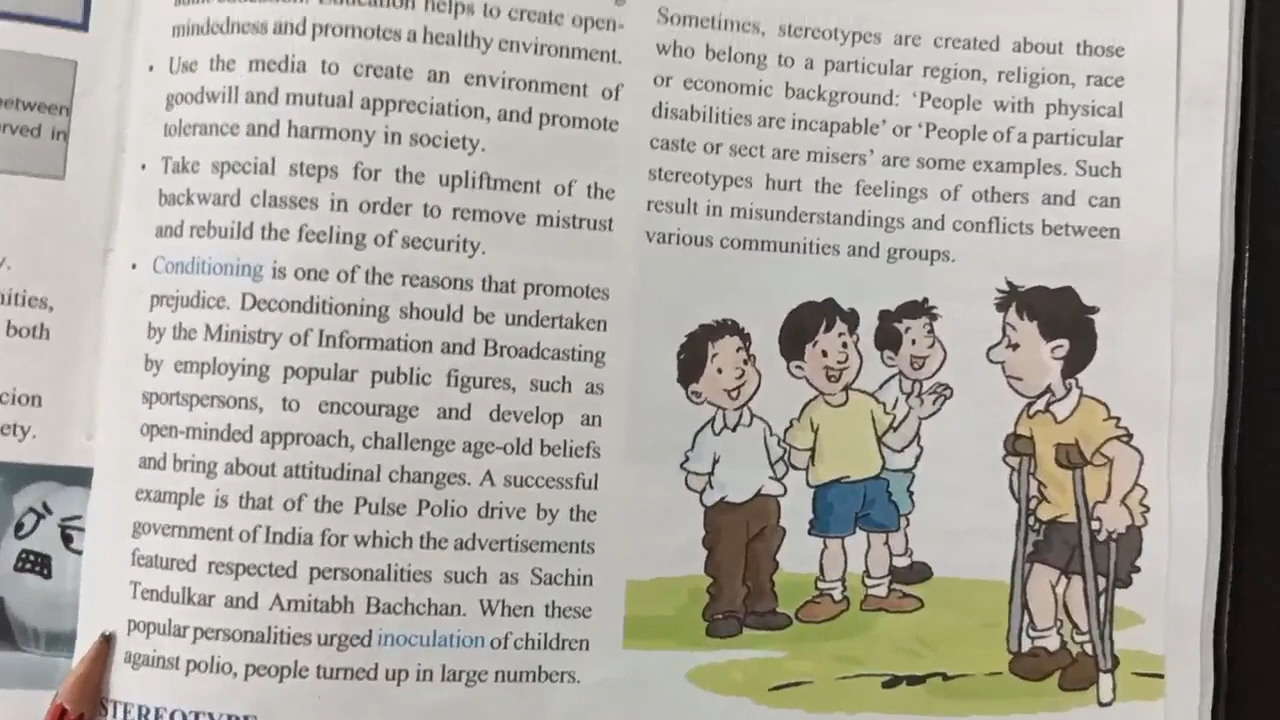 etween
rved in
y.
nities,
both
cion
ety.
helps to create open-
mindedness and promotes a healthy environment.
• Use the media to create an environment of
goodwill and mutual appreciation, and promote
tolerance and harmony in society.
• Take special steps for the upliftment of the
backward classes in order to remove mistrust
and rebuild the feeling of security.
• Conditioning is one of the reasons that promotes
prejudice. Deconditioning should be undertaken
by the Ministry of Information and Broadcasting
by employing popular public figures, such as
sportspersons, to encourage and develop an
open-minded approach, challenge age-old beliefs
and bring about attitudinal changes. A successful
example is that of the Pulse Polio drive by the
government of India for which the advertisements
featured respected personalities such as Sachin
Tendulkar and Amitabh Bachchan. When these
popular personalities urged inoculation of children
against polio, people turned up in large numbers.
STEREOTYPE
Sometimes, stereotypes are created about those
who belong to a particular region, religion, race
or economic background: ‘People with physical
disabilities are incapable’ or ‘People of a particular
caste or sect are misers’ are some examples. Such
stereotypes hurt the feelings of others and can
result in misunderstandings and conflicts between
various communities and groups.